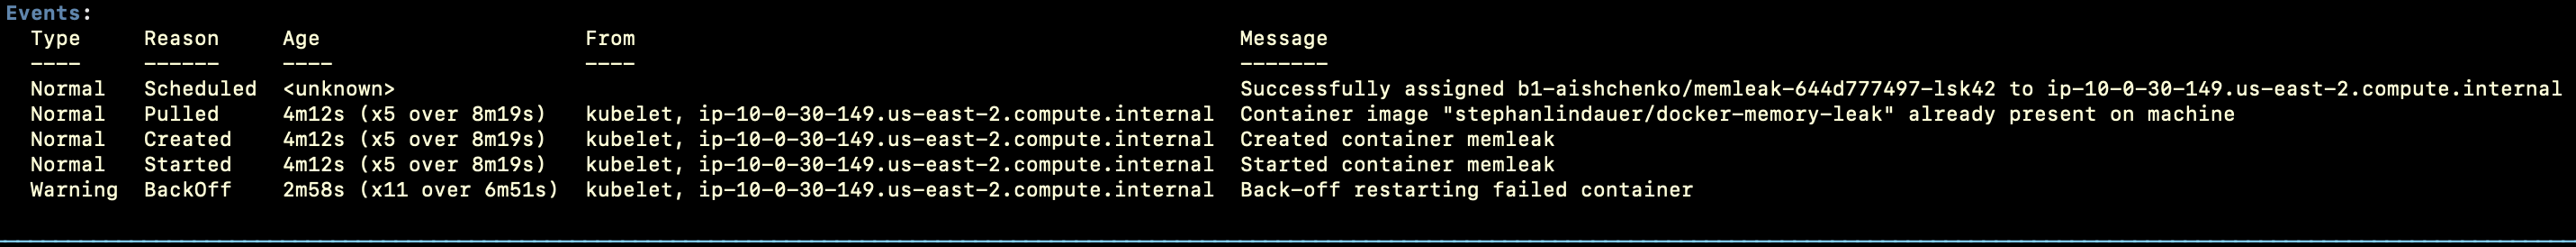 Events:
Type Reason Age From Message
---- ------ ---- ---- -------
Normal Scheduled <unknown> Successfully assigned b1-aishchenko/memleak-644d777497-lsk42 to ip-10-0-30-149.us-east-2.compute.internal
Normal Pulled 4m12s (x5 over 8m19s) kubelet, ip-10-0-30-149.us-east-2.compute.internal Container image "stephanlindauer/docker-memory-leak" already present on machine
Normal Created 4m12s (x5 over 8m19s) kubelet, ip-10-0-30-149.us-east-2.compute.internal Created container memleak
Normal Started 4m12s (x5 over 8m19s) kubelet, ip-10-0-30-149.us-east-2.compute.internal Started container memleak
Warning BackOff 2m58s (x11 over 6m51s) kubelet, ip-10-0-30-149.us-east-2.compute.internal Back-off restarting failed container